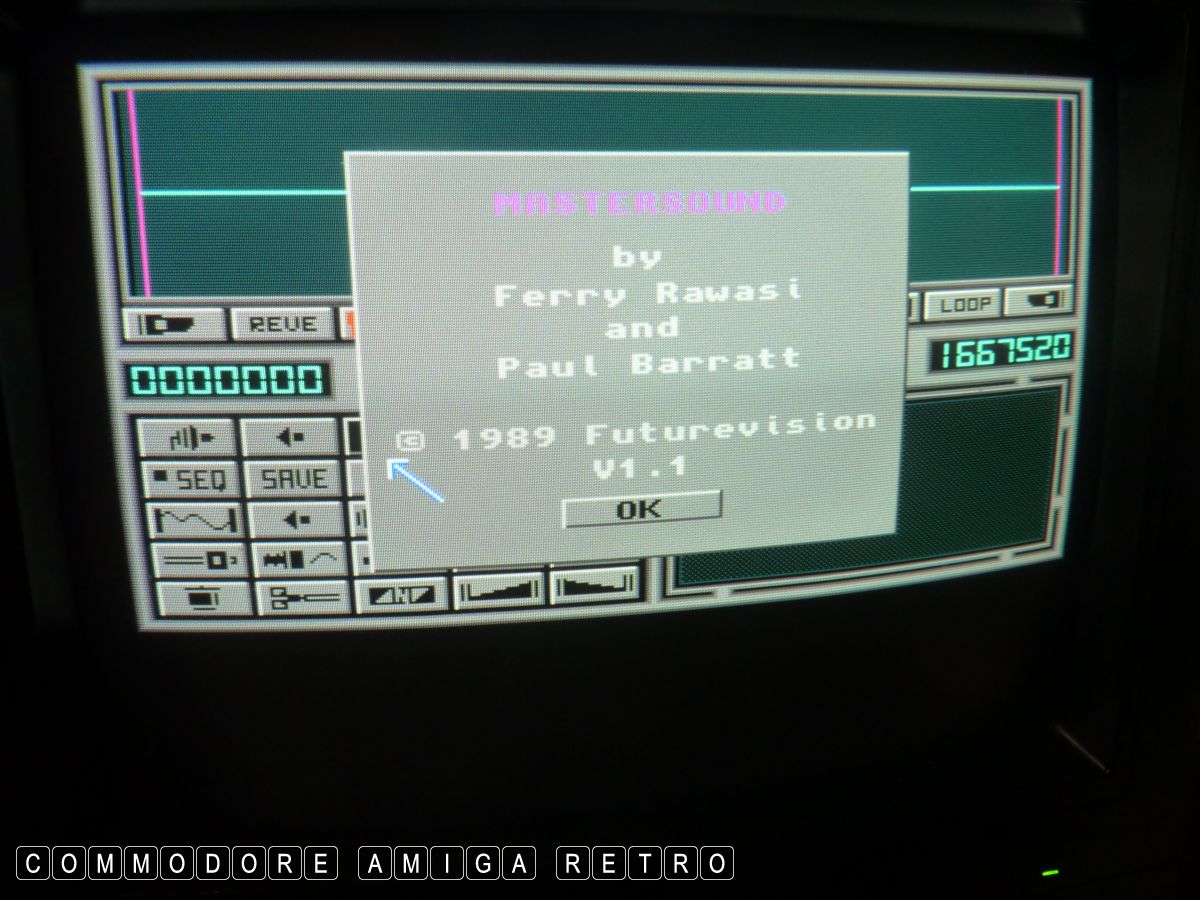 MASTERSOUND
by
Ferry Rawasi
and
Paul Barratt
© 1989 Futurevision
V1.1
OK
REVE
LOOP
0000000
1667520
SEQ
SAVE
COMMODORE AMIGA RETRO